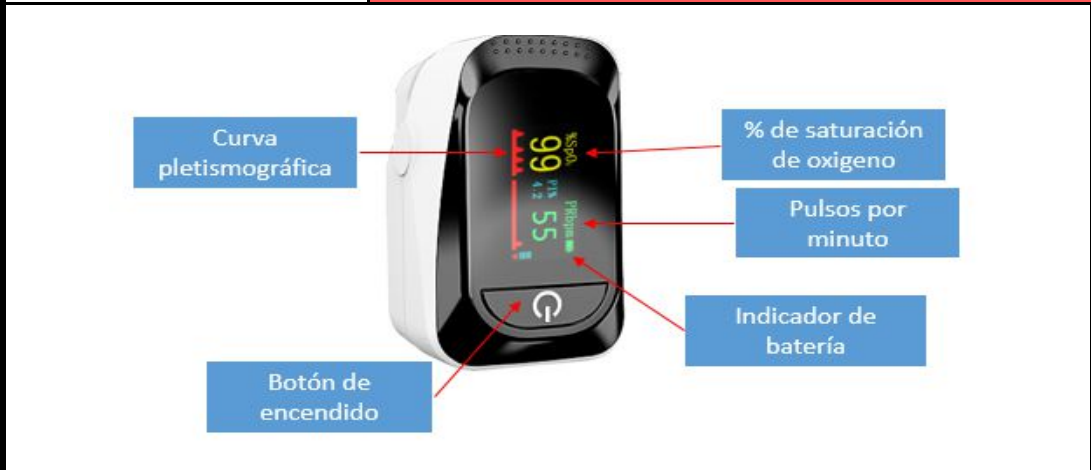 Curva
pletismográfica
% de saturación
de oxigeno
Pulsos por
minuto
Indicador de
batería
Botón de
encendido
%SpO₂
99
PI%
4.2
PRbpm
55